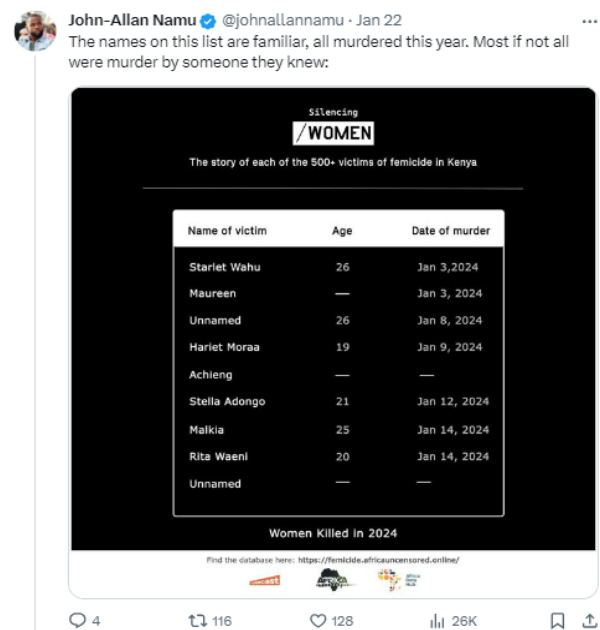 John-Allan Namu @johnallannamu · Jan 22
The names on this list are familiar, all murdered this year. Most if not all
were murder by someone they knew:
Silencing
/WOMEN
The story of each of the 500+ victims of femicide in Kenya
Name of victim Age Date of murder
Starlet Wahu 26 Jan 3,2024
Maureen — Jan 3, 2024
Unnamed 26 Jan 8, 2024
Hariet Moraa 19 Jan 9, 2024
Achieng — —
Stella Adongo 21 Jan 12, 2024
Malkia 25 Jan 14, 2024
Rita Waeni 20 Jan 14, 2024
Unnamed — —
Women Killed in 2024
Find the database here: https://femicide.africauncensored.online/
AFRICA
Africa
Data
Hub
4 116 128 26K